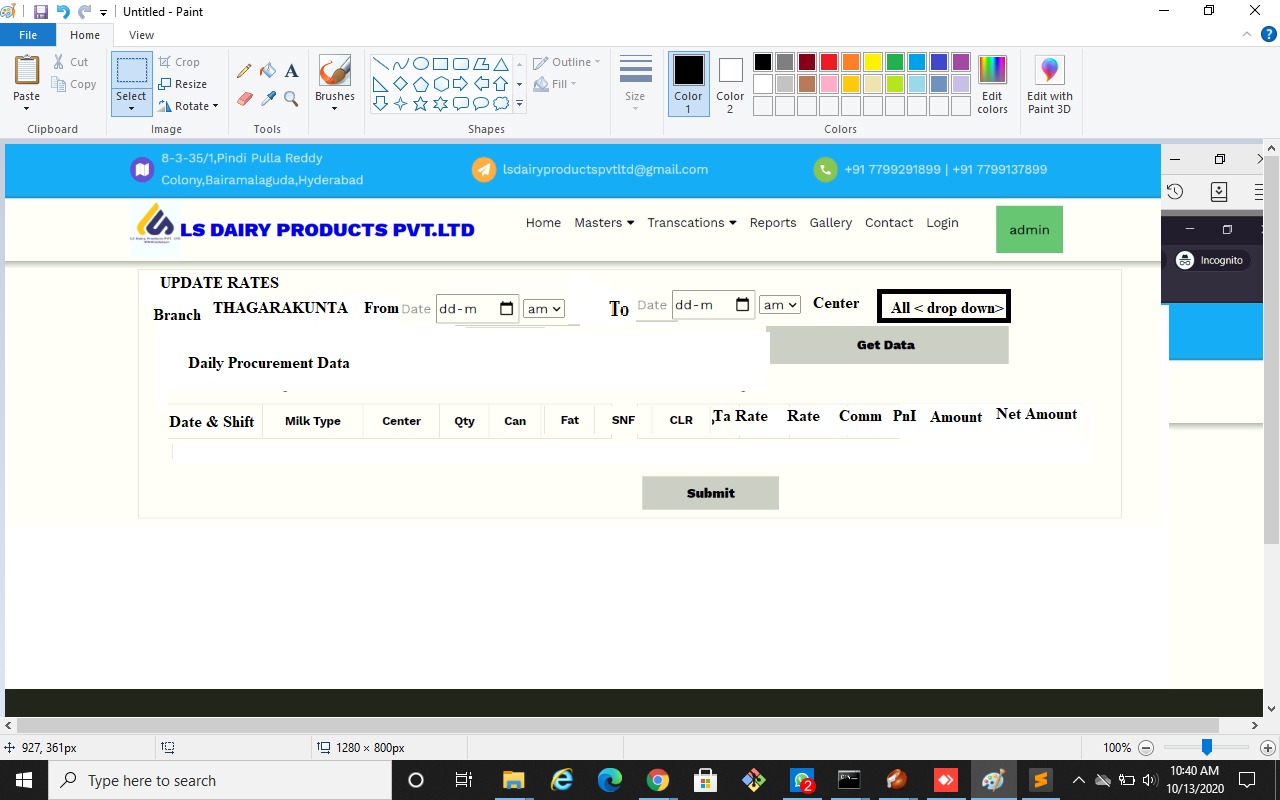 Untitled - Paint
File Home View
Paste
Cut
Copy
Clipboard
Select
Crop
Resize
Rotate
Image
A
Tools
Brushes
Outline
Fill
Shapes
Size
Color 1
Color 2
Edit colors
Colors
Edit with Paint 3D
8-3-35/1,Pindi Pulla Reddy
Colony,Bairamalaguda,Hyderabad
lsdairyproductspvtltd@gmail.com
+91 7799291899 | +91 7799137899
LS DAIRY PRODUCTS PVT.LTD
Home Masters Transcations Reports Gallery Contact Login
admin
Incognito
UPDATE RATES
Branch THAGARAKUNTA From Date dd-m am To Date dd-m am Center All < drop down>
Get Data
Daily Procurement Data
Date & Shift Milk Type Center Qty Can Fat SNF CLR Ta Rate Rate Comm PnI Amount Net Amount
Submit
927, 361px
1280 × 800px
100%
Type here to search
2
10:40 AM
10/13/2020